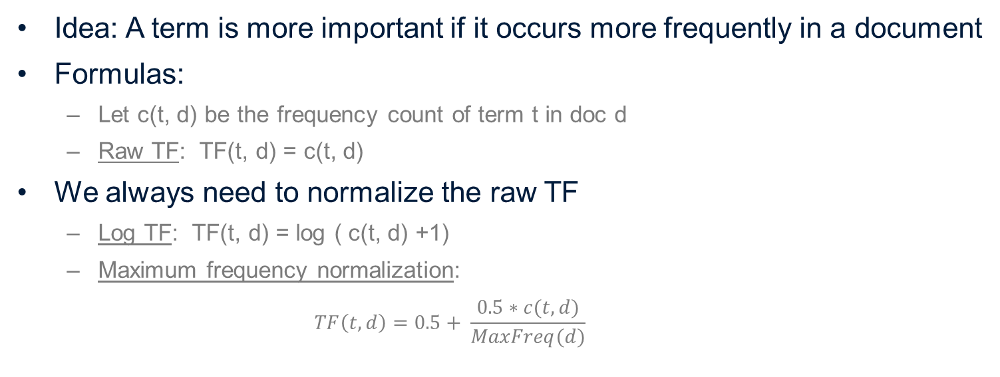 • Idea: A term is more important if it occurs more frequently in a document
• Formulas:
– Let c(t, d) be the frequency count of term t in doc d
– Raw TF: TF(t, d) = c(t, d)
• We always need to normalize the raw TF
– Log TF: TF(t, d) = log ( c(t, d) +1)
– Maximum frequency normalization:
TF(t,d) = 0.5 + 0.5 ∗ c(t,d) / MaxFreq(d)